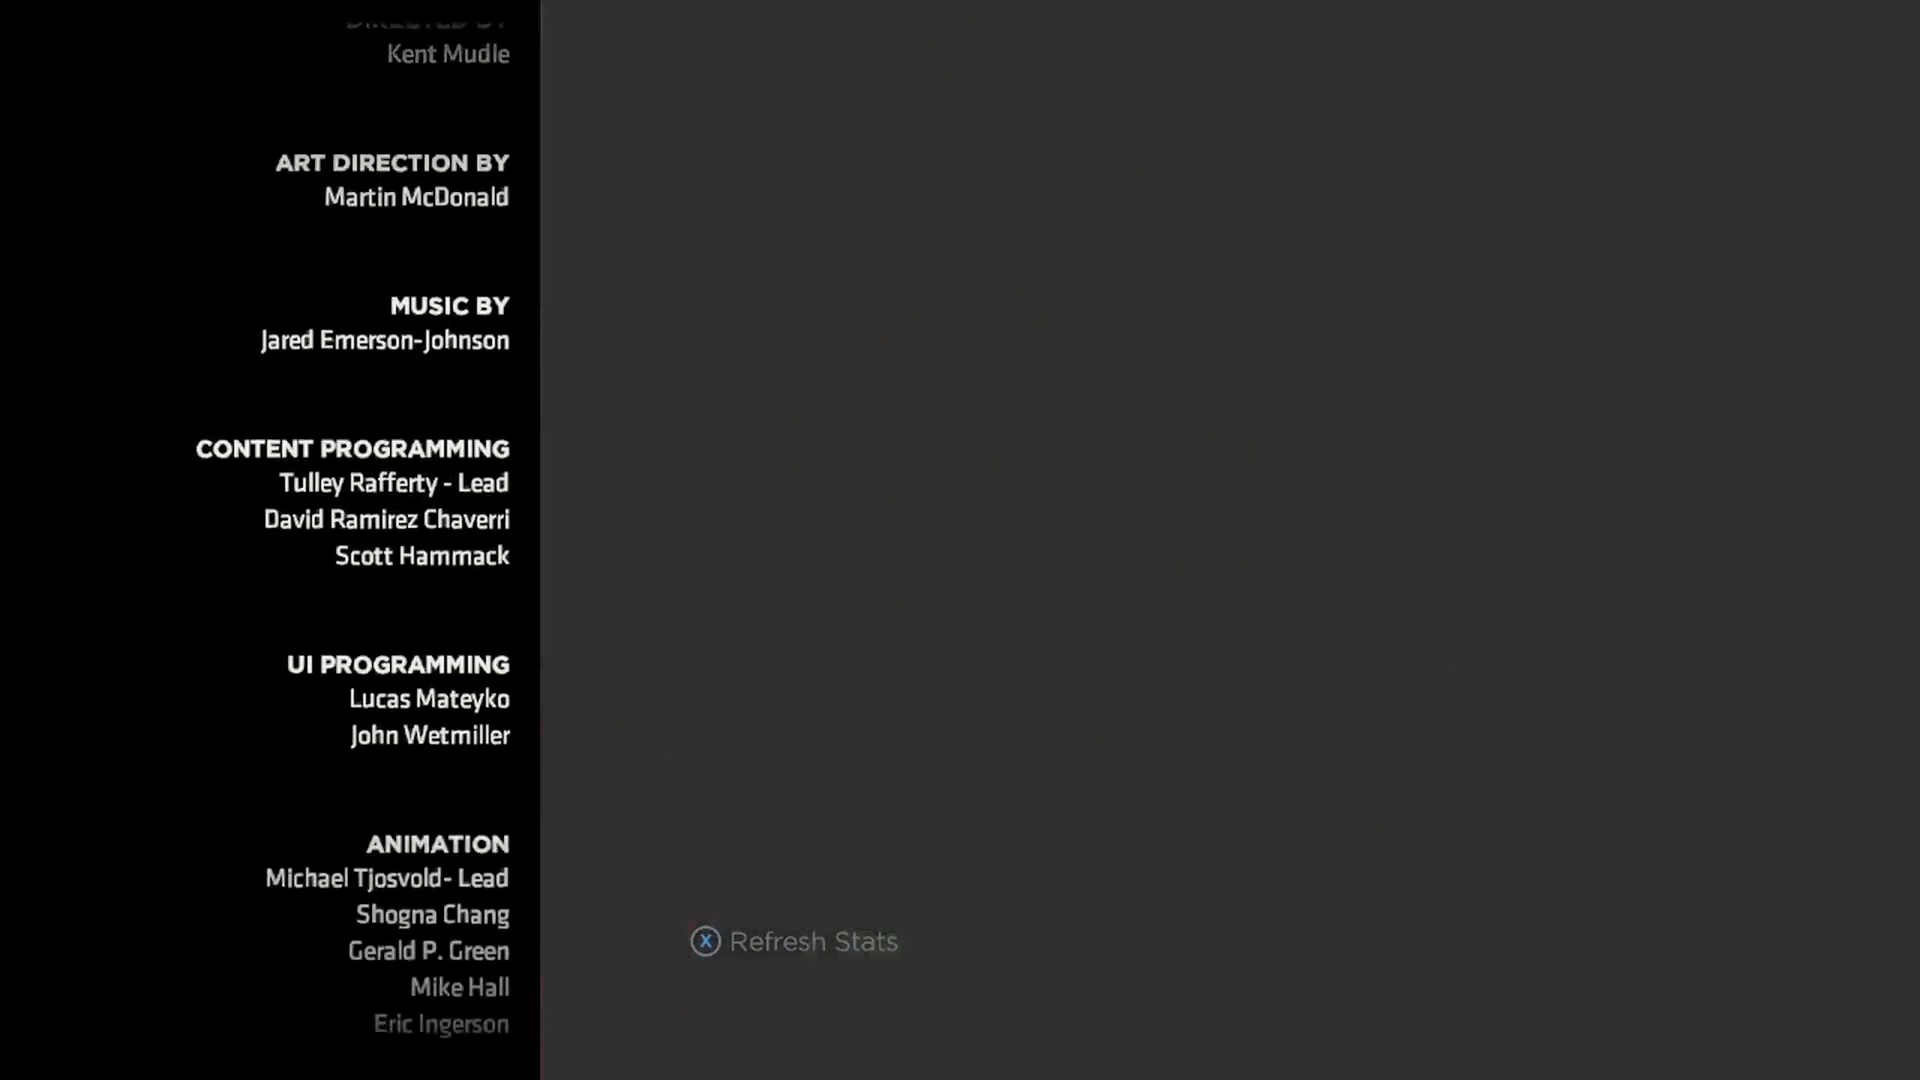 DIRECTED BY
Kent Mudle
ART DIRECTION BY
Martin McDonald
MUSIC BY
Jared Emerson-Johnson
CONTENT PROGRAMMING
Tulley Rafferty - Lead
David Ramirez Chaverri
Scott Hammack
UI PROGRAMMING
Lucas Mateyko
John Wetmiller
ANIMATION
Michael Tjosvold- Lead
Shogna Chang
Gerald P. Green
Mike Hall
Eric Ingerson
X Refresh Stats